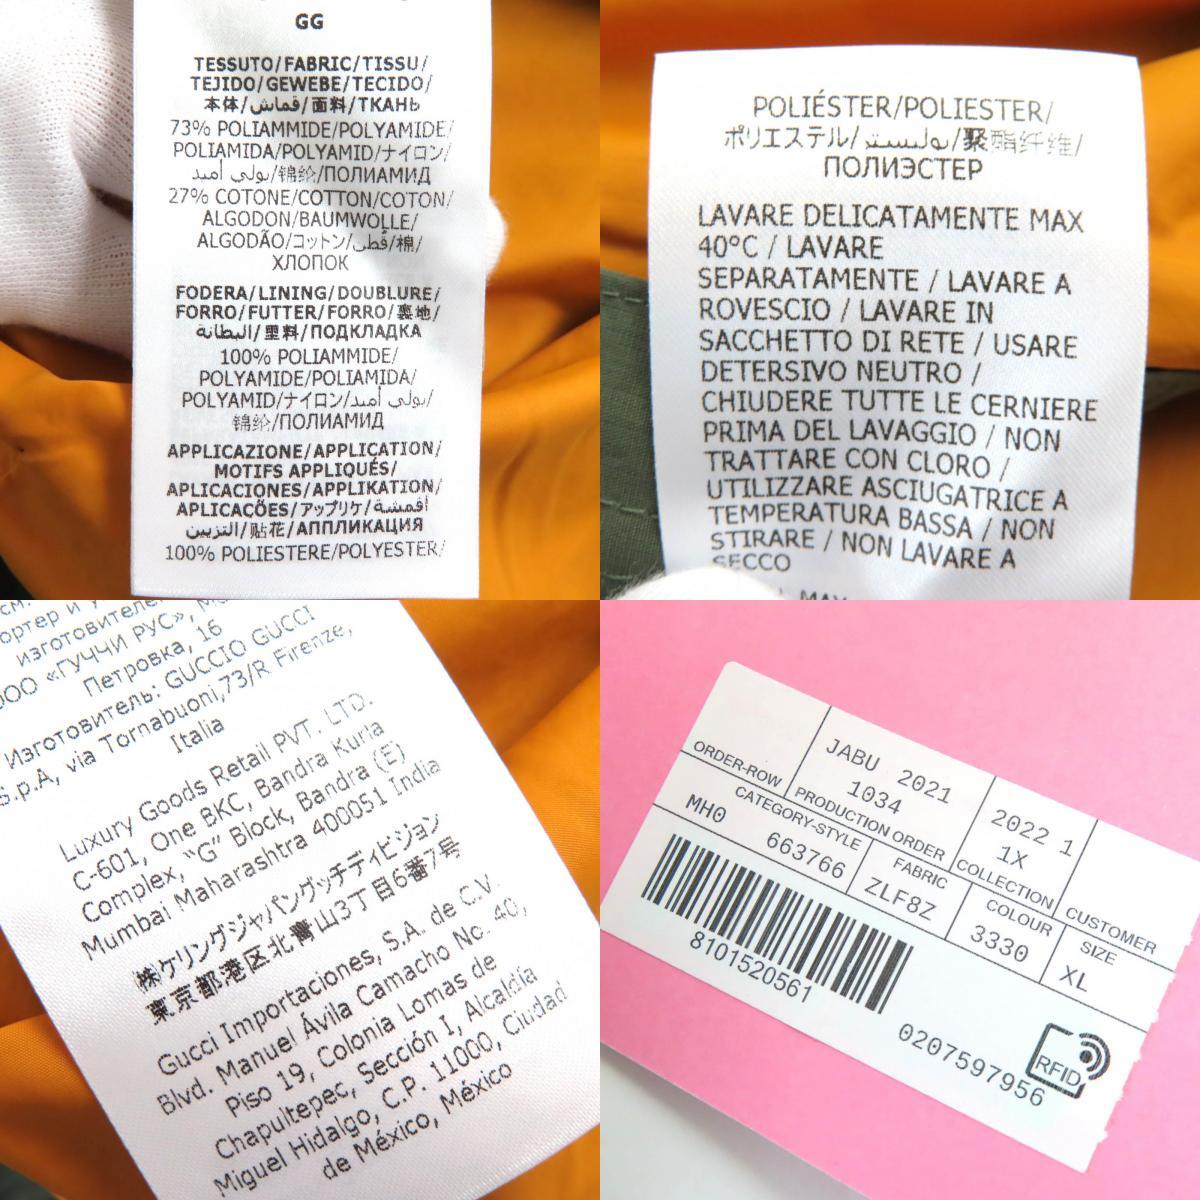 GG
TESSUTO/FABRIC/TISSU/
TEJIDO/GEWEBE/TECIDO/
本体/قماش/面料/ТКАНЬ
73% POLIAMMIDE/POLYAMIDE/
POLIAMIDA/POLYAMID/ナイロン/
بولي أميد/锦纶/ПОЛИАМИД
27% COTONE/COTTON/COTON/
ALGODON/BAUMWOLLE/
ALGODÃO/コットン/قطن/棉/
ХЛОПОК
FODERA/LINING/DOUBLURE/
FORRO/FUTTER/FORRO/裏地/
البطانة/里料/ПОДКЛАДКА
100% POLIAMMIDE/
POLYAMIDE/POLIAMIDA/
POLYAMID/ナイロン/بولي أميد/
锦纶/ПОЛИАМИД
APPLICAZIONE/APPLICATION/
MOTIFS APPLIQUÉS/
APLICACIONES/APPLIKATION/
APLICAÇÕES/アップリケ/أقمشة
التزيين/贴花/АППЛИКАЦИЯ
100% POLIESTERE/POLYESTER/
POLIÉSTER/POLIESTER/
ポリエステル/بوليستر/聚酯纤维/
ПОЛИЭСТЕР
LAVARE DELICATAMENTE MAX
40°C / LAVARE
SEPARATAMENTE / LAVARE A
ROVESCIO / LAVARE IN
SACCHETTO DI RETE / USARE
DETERSIVO NEUTRO /
CHIUDERE TUTTE LE CERNIERE
PRIMA DEL LAVAGGIO / NON
TRATTARE CON CLORO /
UTILIZZARE ASCIUGATRICE A
TEMPERATURA BASSA / NON
STIRARE / NON LAVARE A
SECCO
MAX
см.
ортер и у
изготовител
ООО «ГУЧЧИ РУС», М
Петровка, 16
Изготовитель: GUCCIO GUCCI
S.p.A, via Tornabuoni,73/R Firenze,
Italia
Luxury Goods Retail PVT. LTD.
C-601, One BKC, Bandra Kurla
Complex, "G" Block, Bandra (E)
Mumbai Maharashtra 400051 India
㈱ケリングジャパングッチディビジョン
東京都港区北青山3丁目6番7号
Gucci Importaciones, S.A. de C.V.
Blvd. Manuel Ávila Camacho No. 40,
Piso 19, Colonia Lomas de
Chapultepec, Sección I, Alcaldía
Miguel Hidalgo, C.P. 11000, Ciudad
de México, México
ORDER-ROW
JABU 2021
1034
PRODUCTION ORDER
2022 1
1X
COLLECTION
CUSTOMER
MH0
CATEGORY-STYLE
663766
FABRIC
ZLF8Z
COLOUR
3330
SIZE
XL
8101520561
0207597956
RFID